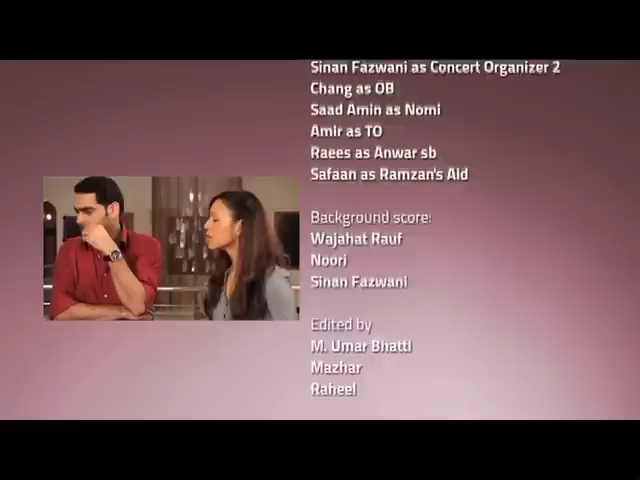 Sinan Fazwani as Concert Organizer 2
Chang as OB
Saad Amin as Nomi
Amir as TO
Raees as Anwar sb
Safaan as Ramzan's Aid
Background score:
Wajahat Rauf
Noori
Sinan Fazwani
Edited by
M. Umar Bhatti
Mazhar
Raheel